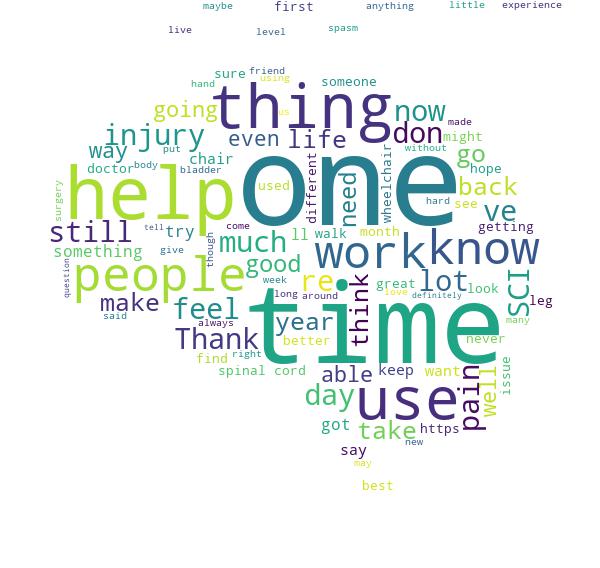 maybe first anything little experience
live level spasm
sure friend using someone
hand
thing
us
going now
made
injury don might
put even life without
way chair go
doctor body bladder hope
one
help used different need wheelchair hard back
surgery see
still tell try come ve getting
something give though much ll walk month work know
question people good
week re great lot look SCI
make long around think love definitely leg
said feel year time many
always Thank better never
find right
spinal cord able keep want issue
day use pain well
got take https
new
say
may
best